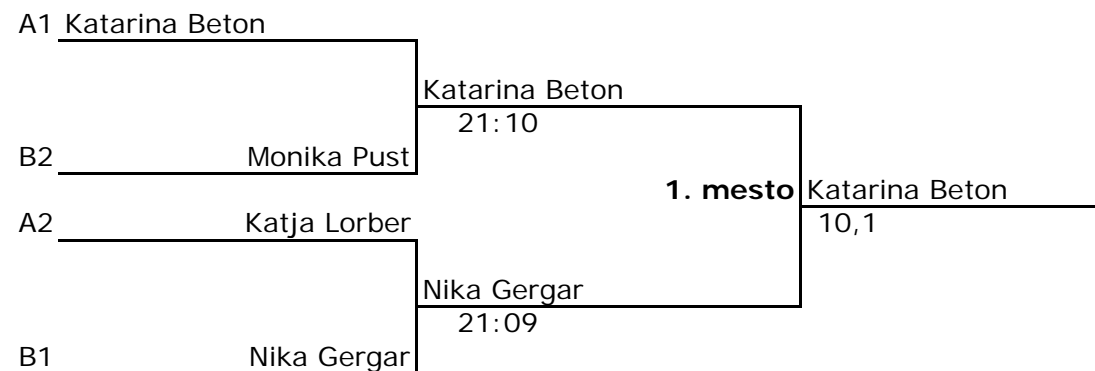 A1 Katarina Beton
Katarina Beton
21:10
B2 Monika Pust
1. mesto Katarina Beton
A2 Katja Lorber
10,1
Nika Gergar
21:09
B1 Nika Gergar